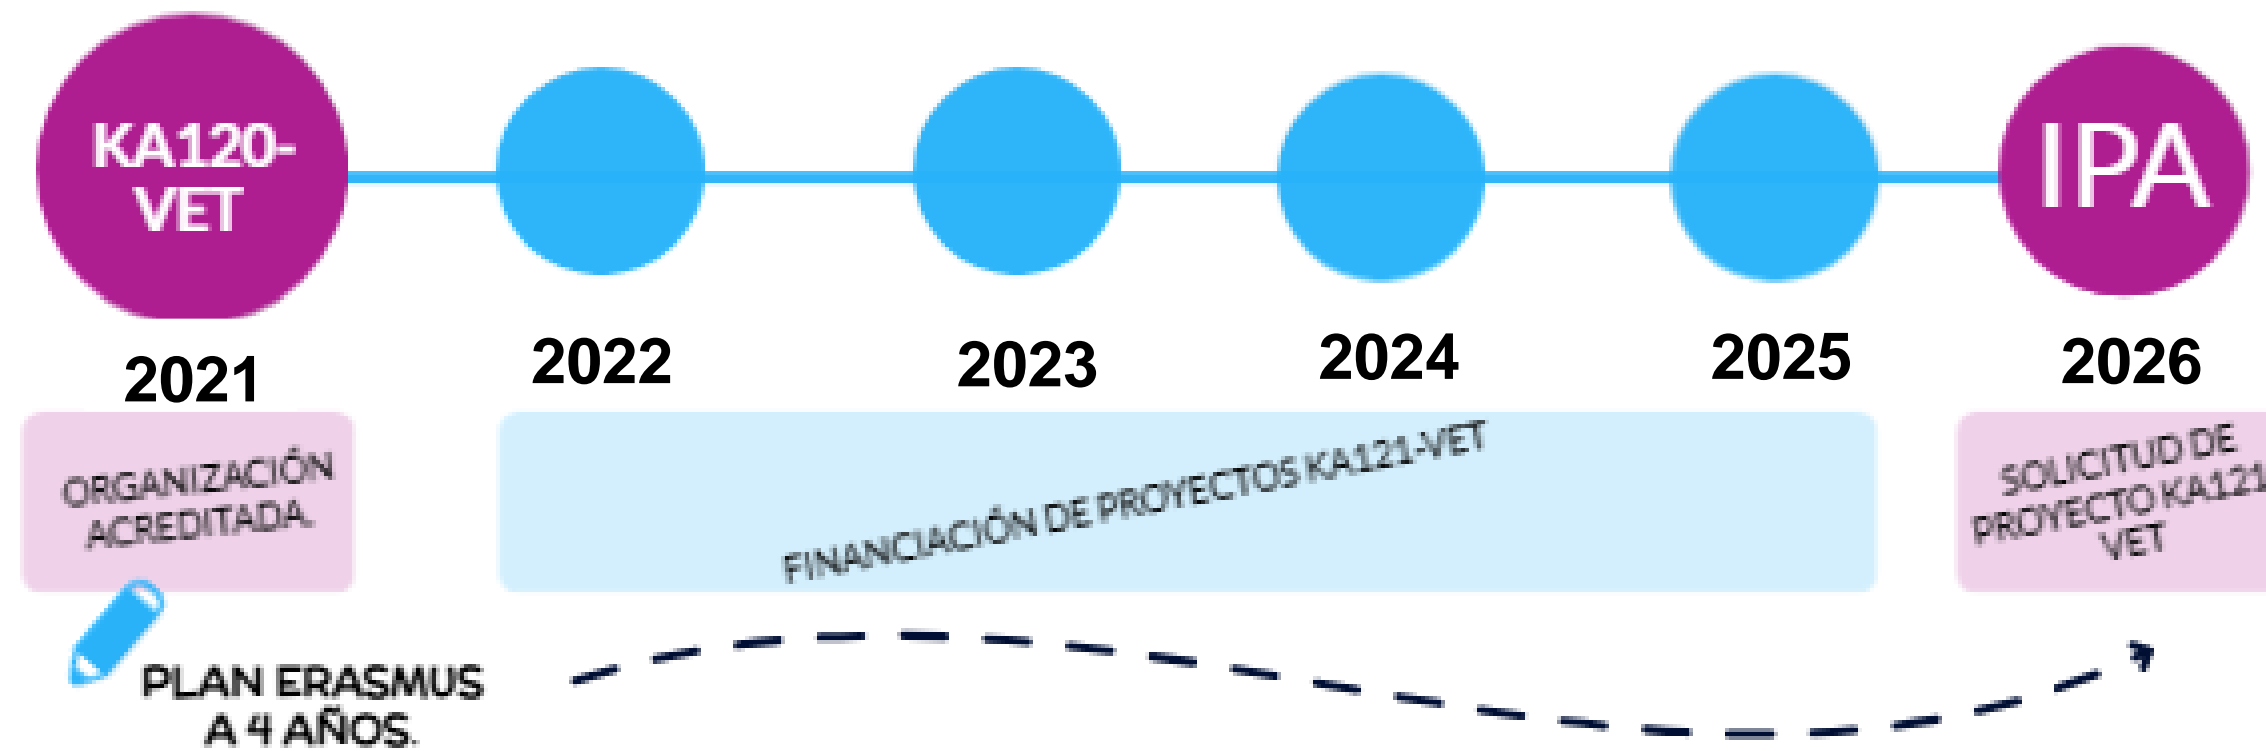 KA120-
VET
IPA
2021
2022
2023
2024
2025
2026
ORGANIZACIÓN
ACREDITADA.
FINANCIACIÓN DE PROYECTOS KA121-VET
SOLICITUD DE
PROYECTO KA121
VET
PLAN ERASMUS
A 4 AÑOS.